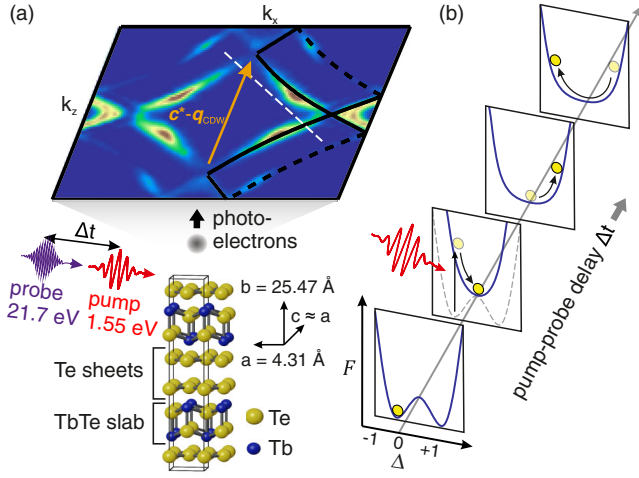 (a)
k_x
(b)
k_z
c*-q_CDW
Δt
photo-
electrons
probe
21.7 eV
pump
1.55 eV
b = 25.47 Å
c ≈ a
a = 4.31 Å
Te sheets
TbTe slab
Te
Tb
pump-probe delay Δt
F
-1 0 +1
Δ